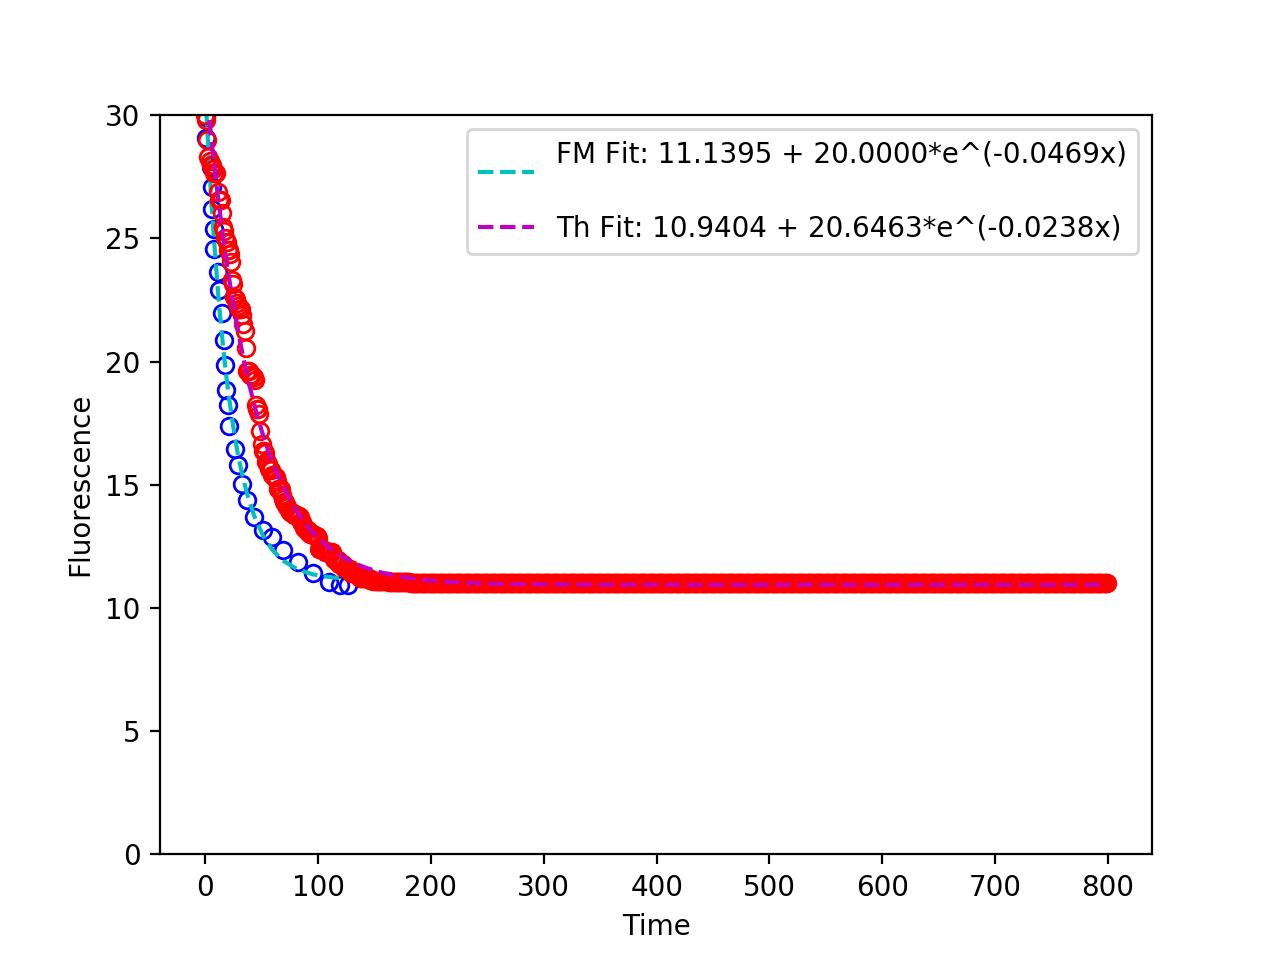 FM Fit: 11.1395 + 20.0000*e^(-0.0469x)
Th Fit: 10.9404 + 20.6463*e^(-0.0238x)
30
25
20
15
10
5
0
Fluorescence
0 100 200 300 400 500 600 700 800
Time